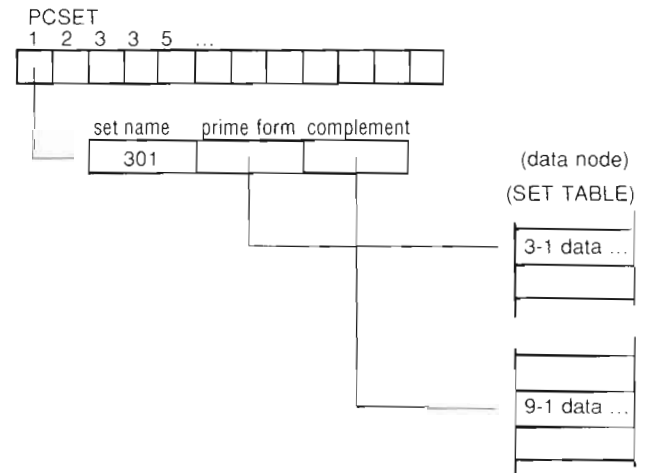 PCSET
1 2 3 3 5 ...
set name prime form complement
301
(data node)
(SET TABLE)
3-1 data ...
9-1 data ...